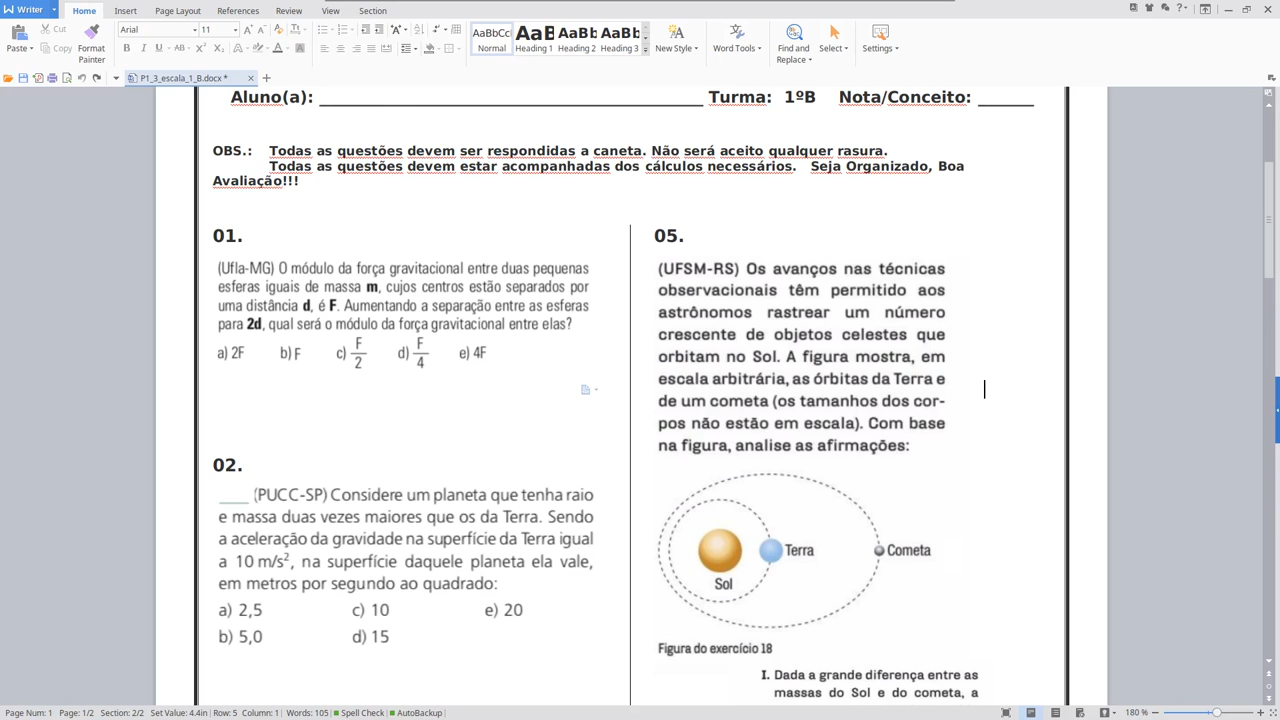 Writer
Home
Insert
Page Layout
References
Review
View
Section
Paste
Cut
Copy
Format Painter
Arial
11
AaBbCc
Normal
AaB
Heading 1
AaBb
Heading 2
AaBb
Heading 3
New Style
Word Tools
Find and Replace
Select
Settings
P1_3_escala_1_B.docx *
Aluno(a): ______________________ Turma: 1ºB Nota/Conceito: ______
OBS.: Todas as questões devem ser respondidas a caneta. Não será aceito qualquer rasura.
Todas as questões devem estar acompanhadas dos cálculos necessários. Seja Organizado, Boa
Avaliação!!!
01.
(Ufla-MG) O módulo da força gravitacional entre duas pequenas
esferas iguais de massa m, cujos centros estão separados por
uma distância d, é F. Aumentando a separação entre as esferas
para 2d, qual será o módulo da força gravitacional entre elas?
a) 2F b) F c) F/2 d) F/4 e) 4F
02.
____ (PUCC-SP) Considere um planeta que tenha raio
e massa duas vezes maiores que os da Terra. Sendo
a aceleração da gravidade na superfície da Terra igual
a 10 m/s², na superfície daquele planeta ela vale,
em metros por segundo ao quadrado:
a) 2,5 c) 10 e) 20
b) 5,0 d) 15
05.
(UFSM-RS) Os avanços nas técnicas
observacionais têm permitido aos
astrônomos rastrear um número
crescente de objetos celestes que
orbitam no Sol. A figura mostra, em
escala arbitrária, as órbitas da Terra e
de um cometa (os tamanhos dos cor-
pos não estão em escala). Com base
na figura, analise as afirmações:
Terra
Cometa
Sol
Figura do exercício 18
I. Dada a grande diferença entre as
massas do Sol e do cometa, a
Page Num: 1 Page: 1/2 Section: 2/2 Set Value: 4.4in Row: 5 Column: 1 Words: 105 Spell Check AutoBackup 180 %